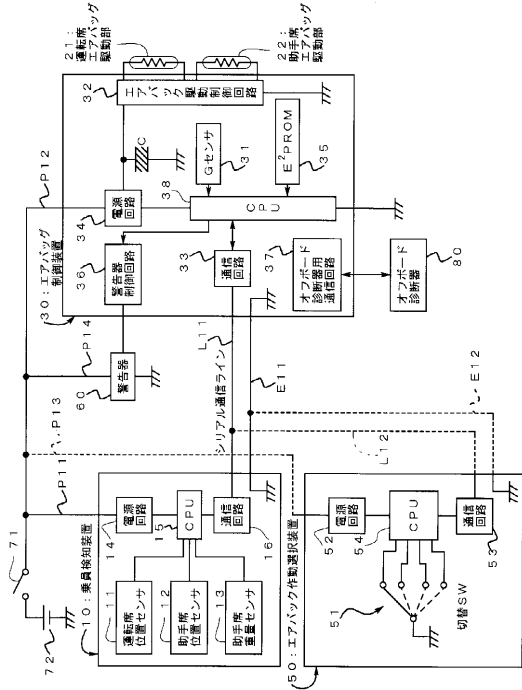 21:運転席
エアバッグ
駆動部
22:助手席
エアバッグ
駆動部
32
エアバッグ駆動制御回路
C
Gセンサ
31
E²PROM
35
P12
34
電源
回路
38
CPU
30:エアバッグ
制御装置
36
警告器
制御回路
33
通信
回路
37
オフボード
診断器用
通信回路
オフボード
診断器
80
P14
60
警告器
L11
シリアル通信ライン
E11
E12
L12
P13
P11
71
72
10:乗員検知装置
14
電源
回路
15
CPU
通信
回路
16
11
運転席
位置センサ
12
助手席
位置センサ
13
助手席
重量センサ
50:エアバック作動選択装置
52
電源
回路
54
CPU
通信
回路
53
51
切替SW